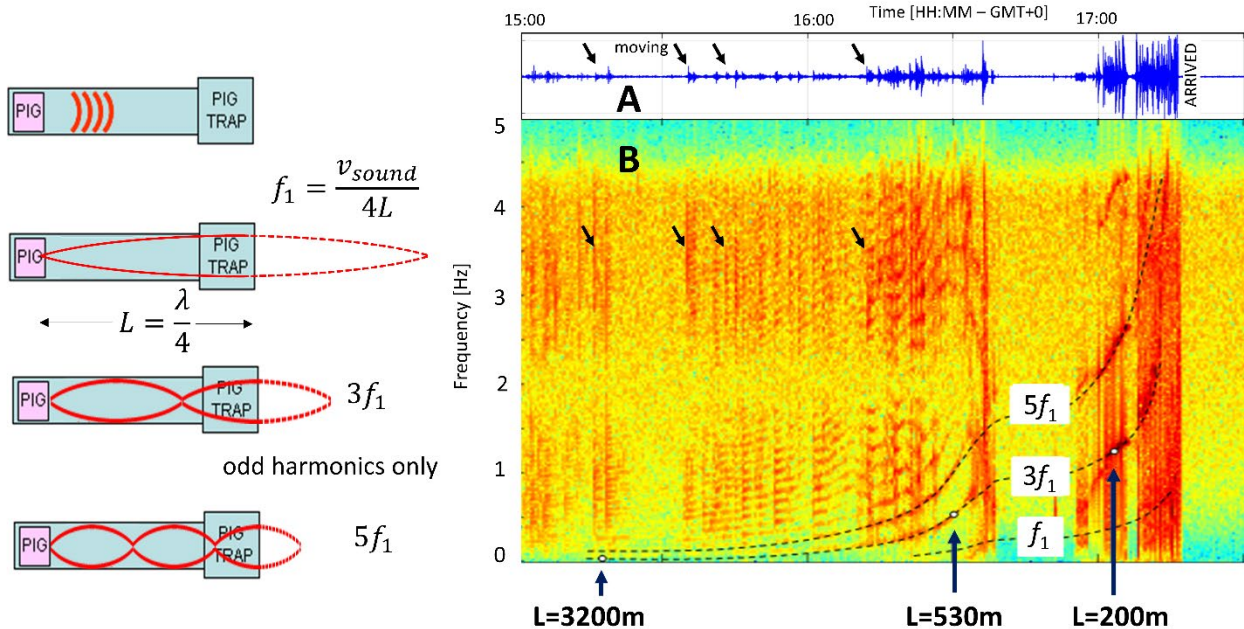 PIG
PIG
TRAP
f₁ = v_sound / 4L
PIG
PIG
TRAP
L = λ / 4
PIG
PIG
TRAP
3f₁
odd harmonics only
PIG
PIG
TRAP
5f₁
15:00
16:00
17:00
Time [HH:MM – GMT+0]
moving
A
ARRIVED
B
Frequency [Hz]
5
4
3
2
1
0
5f₁
3f₁
f₁
L=3200m
L=530m
L=200m